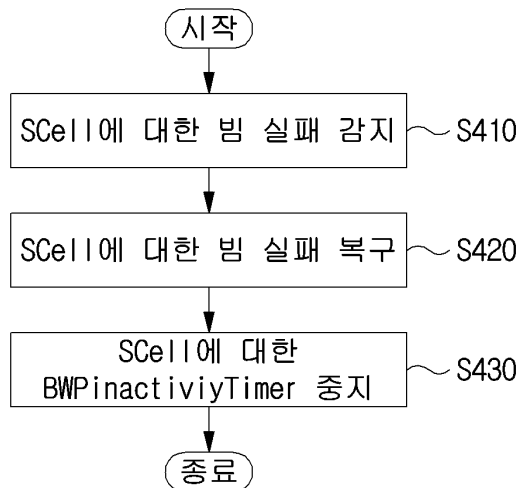 시작
SCell에 대한 빔 실패 감지
S410
SCell에 대한 빔 실패 복구
S420
SCell에 대한
BWPinactiviyTimer 중지
S430
종료